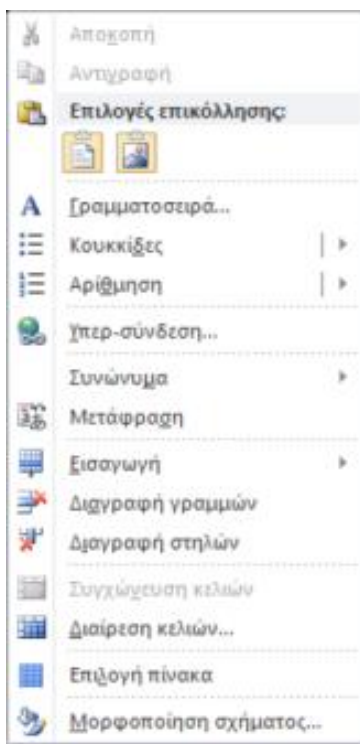 Αποκοπή
Αντιγραφή
Επιλογές επικόλλησης:
Γραμματοσειρά...
Κουκκίδες
Αρίθμηση
Υπερ-σύνδεση...
Συνώνυμα
Μετάφραση
Εισαγωγή
Διαγραφή γραμμών
Διαγραφή στηλών
Συγχώνευση κελιών
Διαίρεση κελιών...
Επιλογή πίνακα
Μορφοποίηση σχήματος...